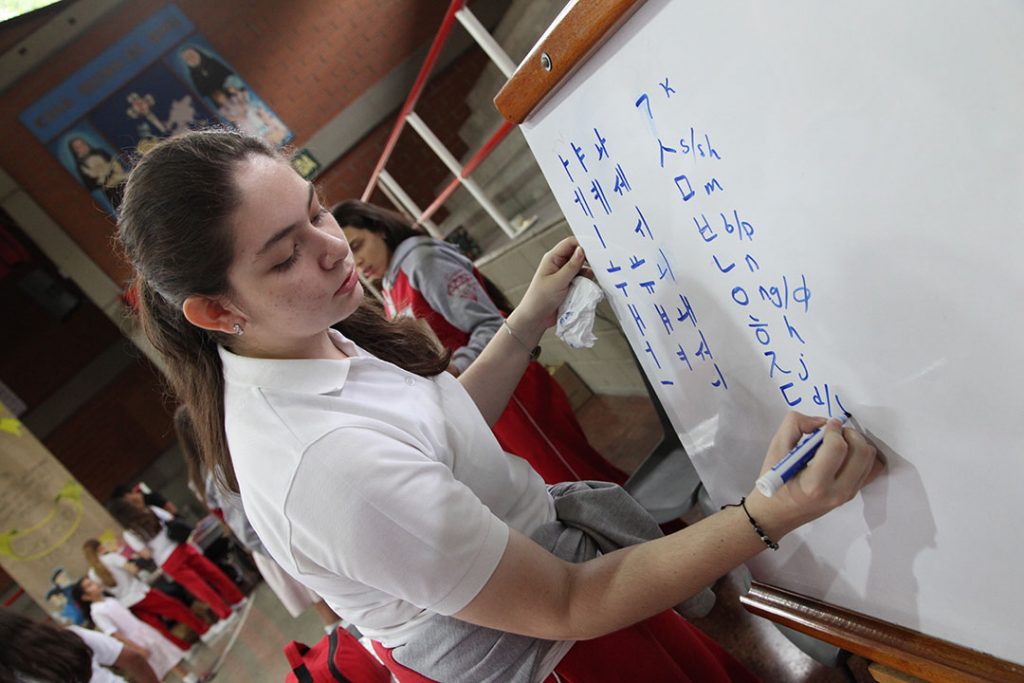 ㅏ ㅑ ㅘ
ㅔ ㅖ ㅞ
ㅣ ㅟ
ㅗ ㅛ ㅚ
ㅜ ㅠ
ㅐ ㅒ ㅙ
ㅓ ㅕ ㅝ
ㅡ ㅢ
ㄱ K
ㅅ s/sh
ㅁ m
ㅂ b/p
ㄴ n
ㅇ ng/ϕ
ㅎ h
ㅈ j
ㄷ d/